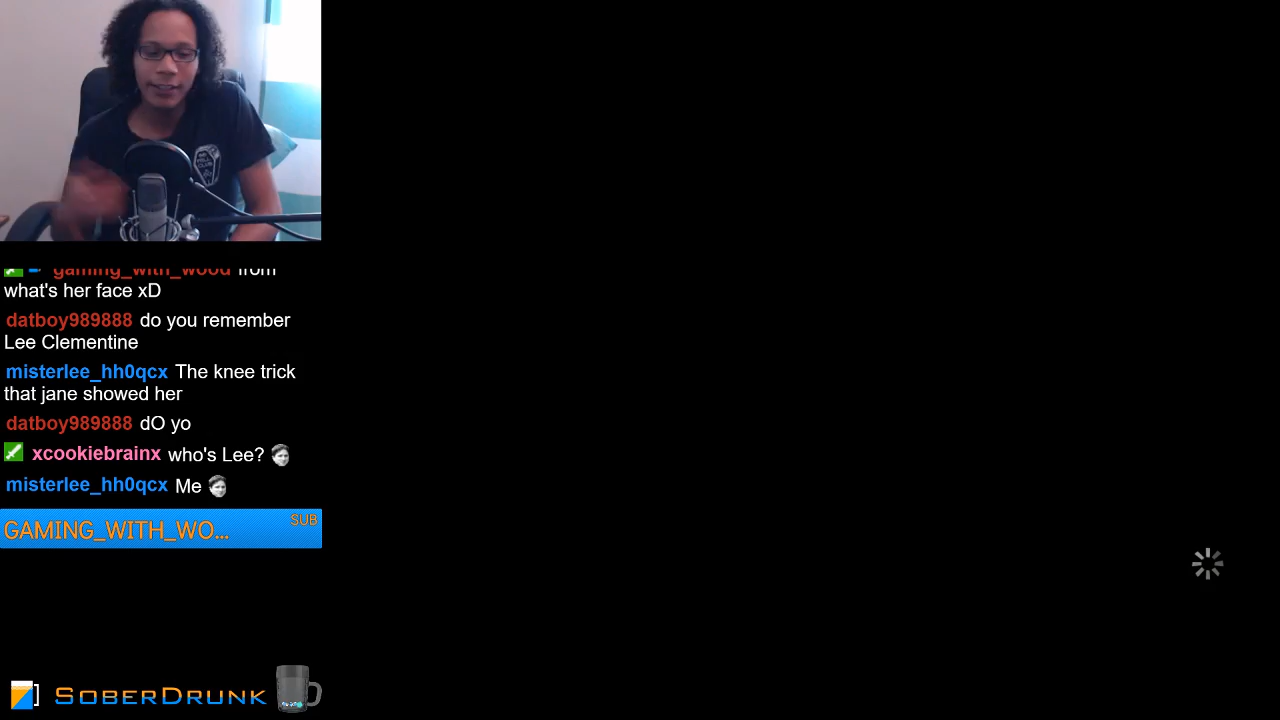 gaming_with_wood from
what's her face xD
datboy989888 do you remember
Lee Clementine
misterlee_hh0qcx The knee trick
that jane showed her
datboy989888 dO yo
xcookiebrainx who's Lee?
misterlee_hh0qcx Me
GAMING_WITH_WO... SUB
SOBERDRUNK